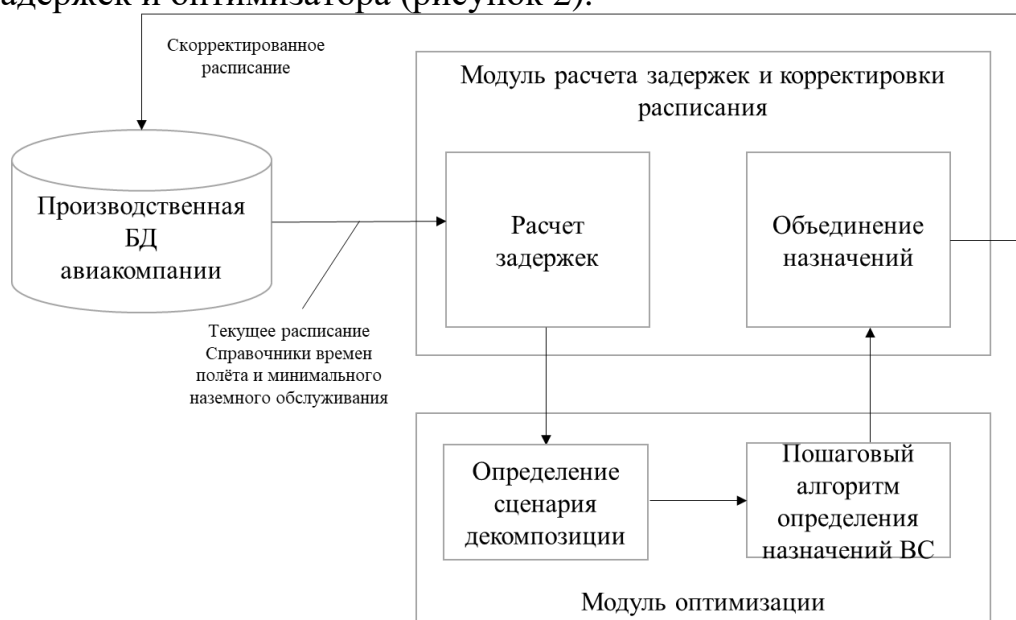 адержек и оптимизатора (рисунок 2).
Скорректированное
расписание
Модуль расчета задержек и корректировки
расписания
Производственная
БД
авиакомпании
Расчет
задержек
Объединение
назначений
Текущее расписание
Справочники времен
полёта и минимального
наземного обслуживания
Определение
сценария
декомпозиции
Пошаговый
алгоритм
определения
назначений ВС
Модуль оптимизации